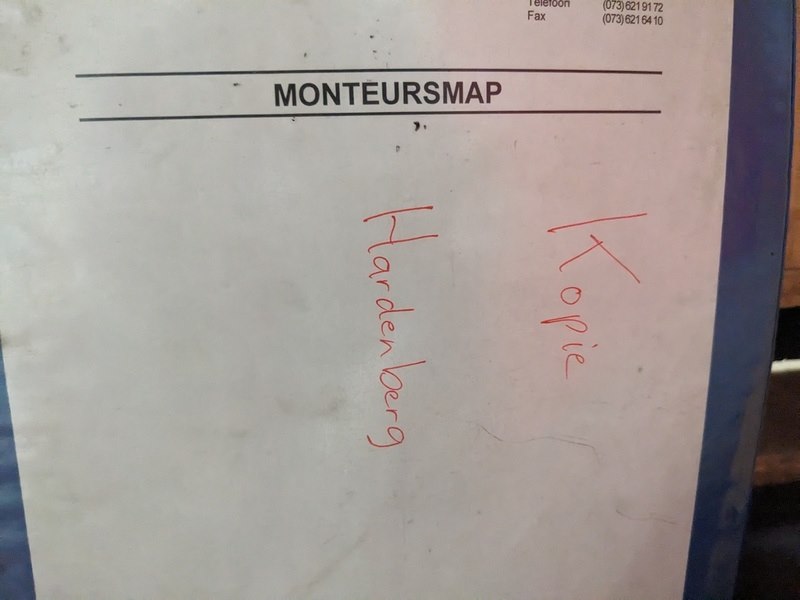 Telefoon (073) 621 91 72
Fax (073) 621 64 10
MONTEURSMAP
Kopie
Hardenberg